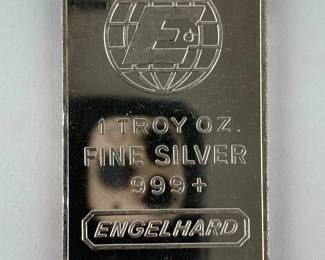 E
1 TROY OZ.
FINE SILVER
999+
ENGELHARD